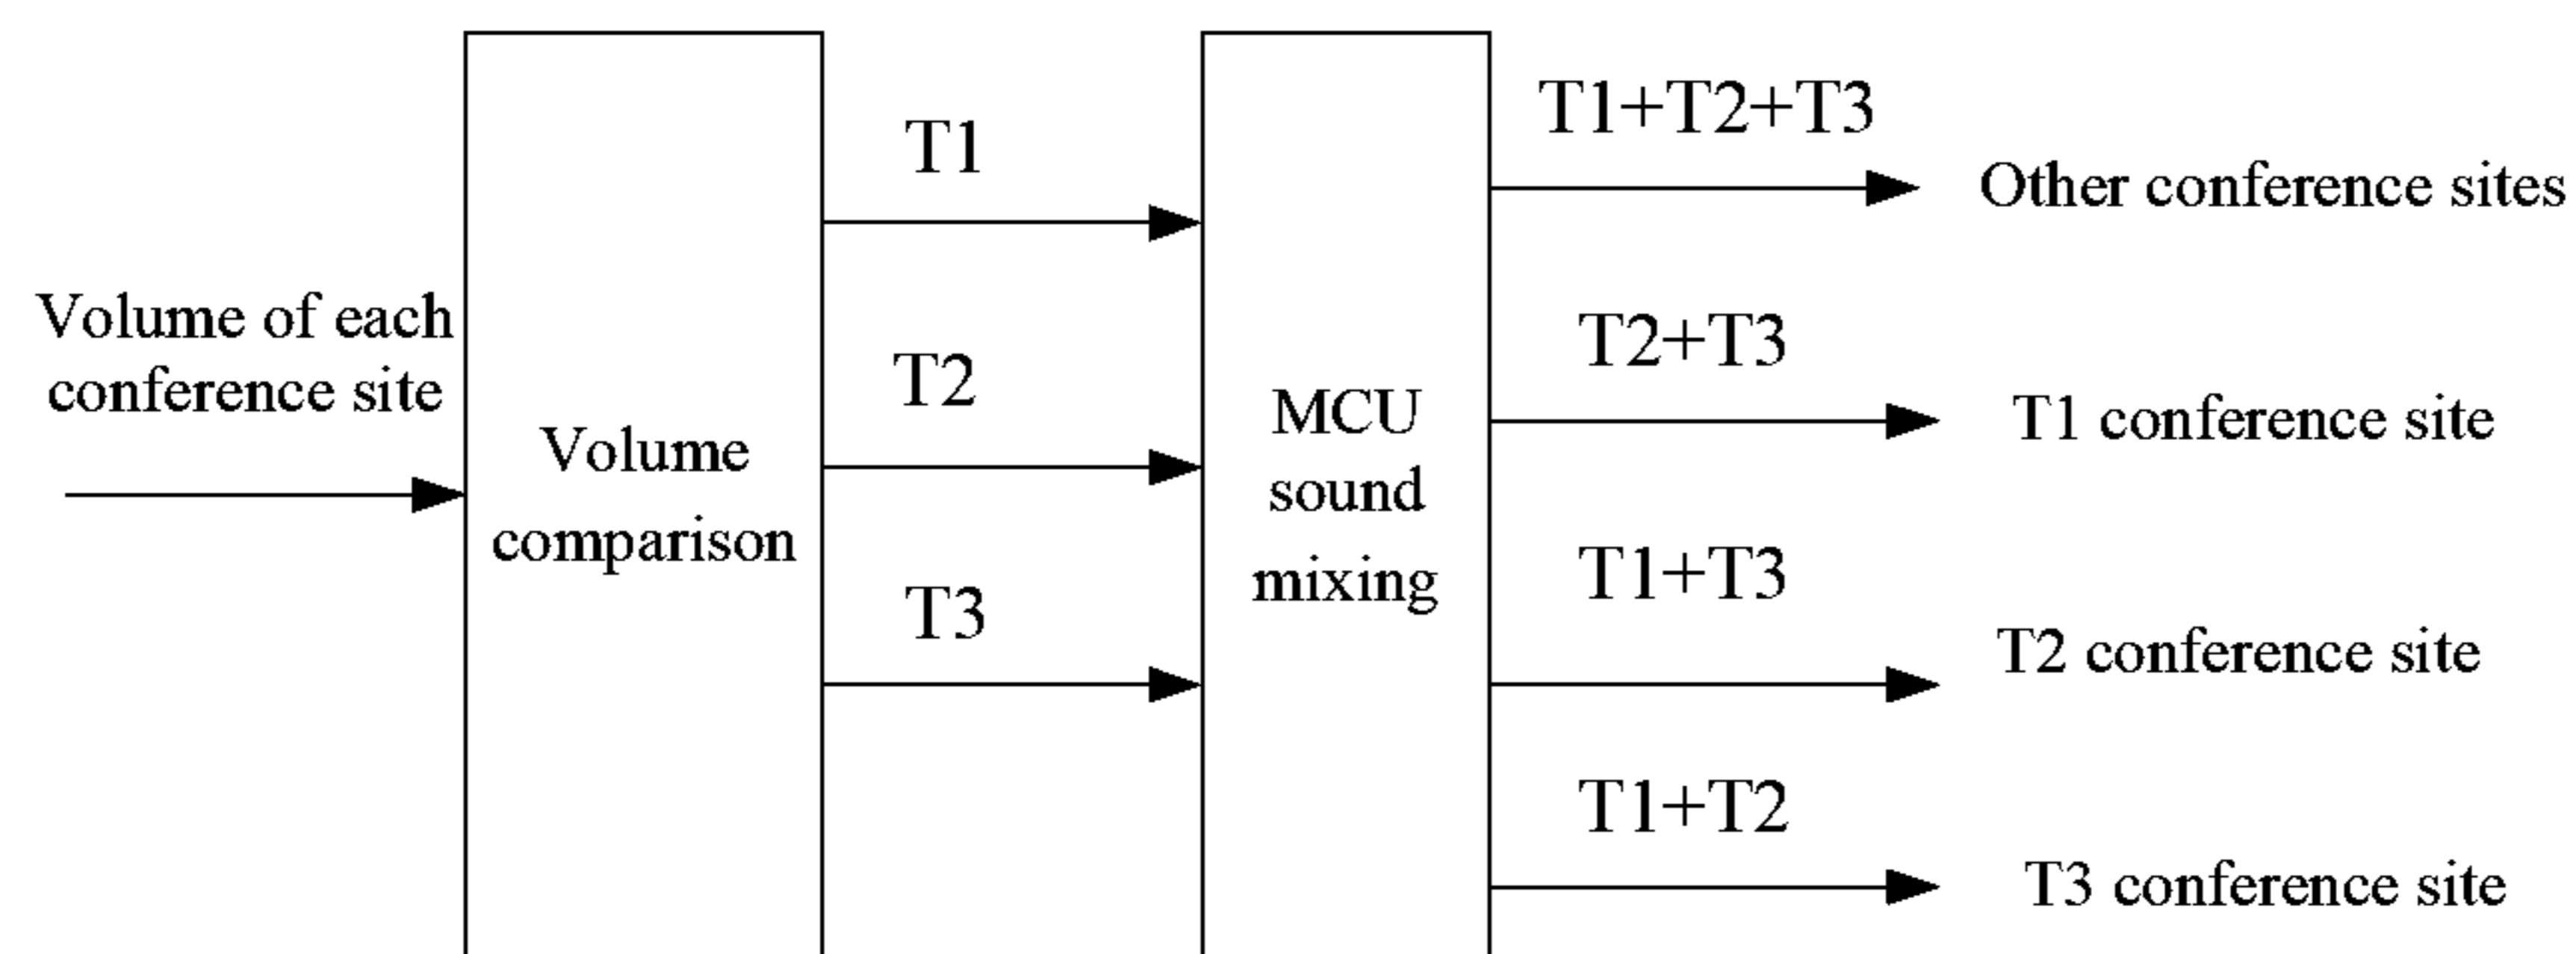 Volume of each
conference site
Volume
comparison
T1
T2
T3
MCU
sound
mixing
T1+T2+T3
Other conference sites
T2+T3
T1 conference site
T1+T3
T2 conference site
T1+T2
T3 conference site